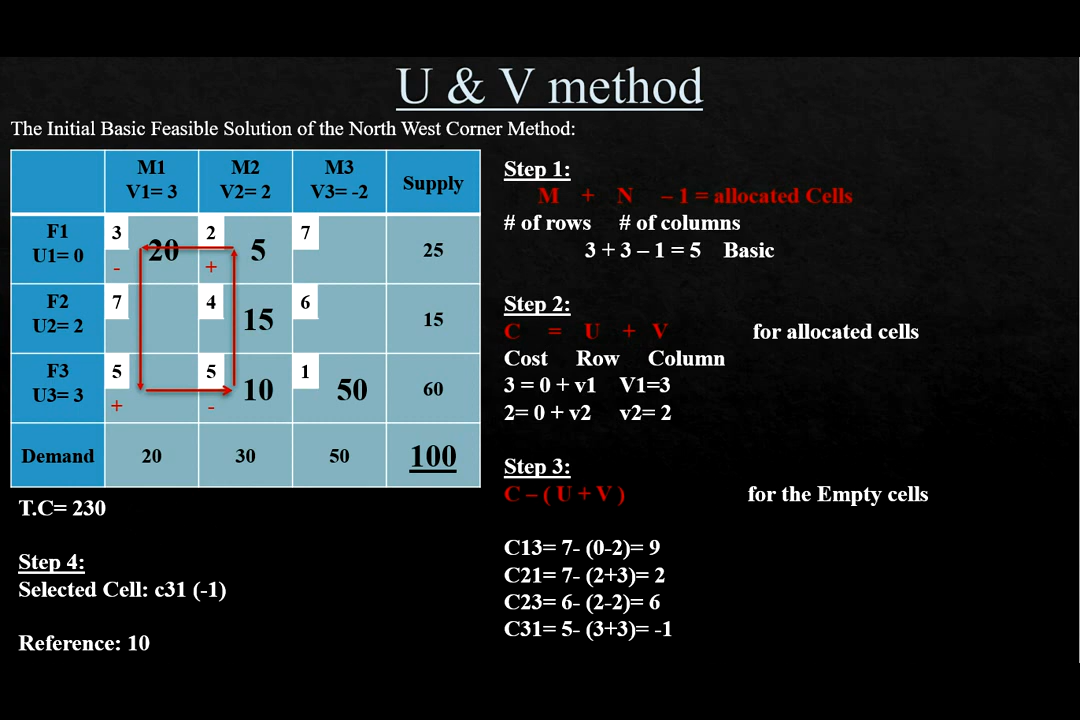 U & V method
The Initial Basic Feasible Solution of the North West Corner Method:
M1 M2 M3 Supply
V1= 3 V2= 2 V3= -2
F1 3 20 2 5 7 25
U1= 0 - +
F2 7 4 15 6 15
U2= 2
F3 5 5 10 1 50 60
U3= 3 + -
Demand 20 30 50 100
T.C= 230
Step 4:
Selected Cell: c31 (-1)
Reference: 10
Step 1:
M + N – 1 = allocated Cells
# of rows # of columns
3 + 3 – 1 = 5 Basic
Step 2:
C = U + V for allocated cells
Cost Row Column
3 = 0 + v1 V1=3
2= 0 + v2 v2= 2
Step 3:
C – ( U + V ) for the Empty cells
C13= 7- (0-2)= 9
C21= 7- (2+3)= 2
C23= 6- (2-2)= 6
C31= 5- (3+3)= -1